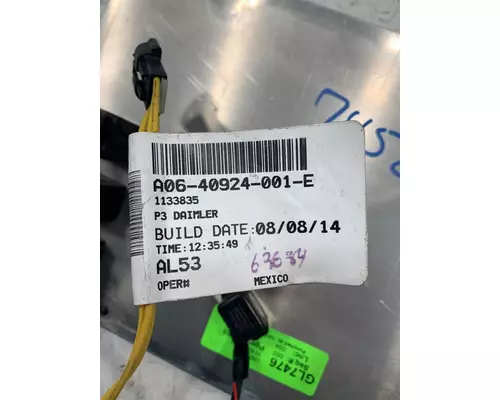 A06-40924-001-E
1133835
P3 DAIMLER
BUILD DATE:08/08/14
TIME:12:35:49
AL53
OPER#
MEXICO
GL7476